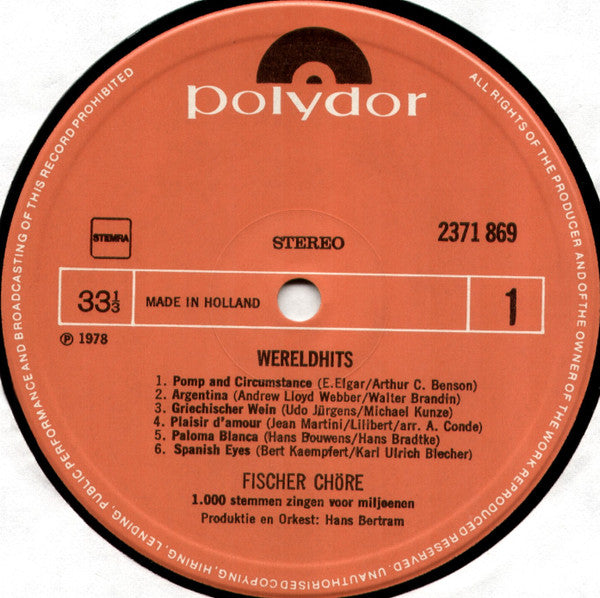 polydor
STEMRA
STEREO
2371 869
33⅓
MADE IN HOLLAND
1
℗ 1978
WERELDHITS
1. Pomp and Circumstance (E.Elgar/Arthur C. Benson)
2. Argentina (Andrew Lloyd Webber/Walter Brandin)
3. Griechischer Wein (Udo Jürgens/Michael Kunze)
4. Plaisir d'amour (Jean Martini/Lilibert/arr. A. Conde)
5. Paloma Blanca (Hans Bouwens/Hans Bradtke)
6. Spanish Eyes (Bert Kaempfert/Karl Ulrich Blecher)
FISCHER CHÖRE
1.000 stemmen zingen voor miljoenen
Produktie en Orkest: Hans Bertram
ALL RIGHTS OF THE PRODUCER AND OF THE OWNER OF THE WORK REPRODUCED RESERVED. UNAUTHORISED COPYING, HIRING, LENDING, PUBLIC PERFORMANCE AND BROADCASTING OF THIS RECORD PROHIBITED